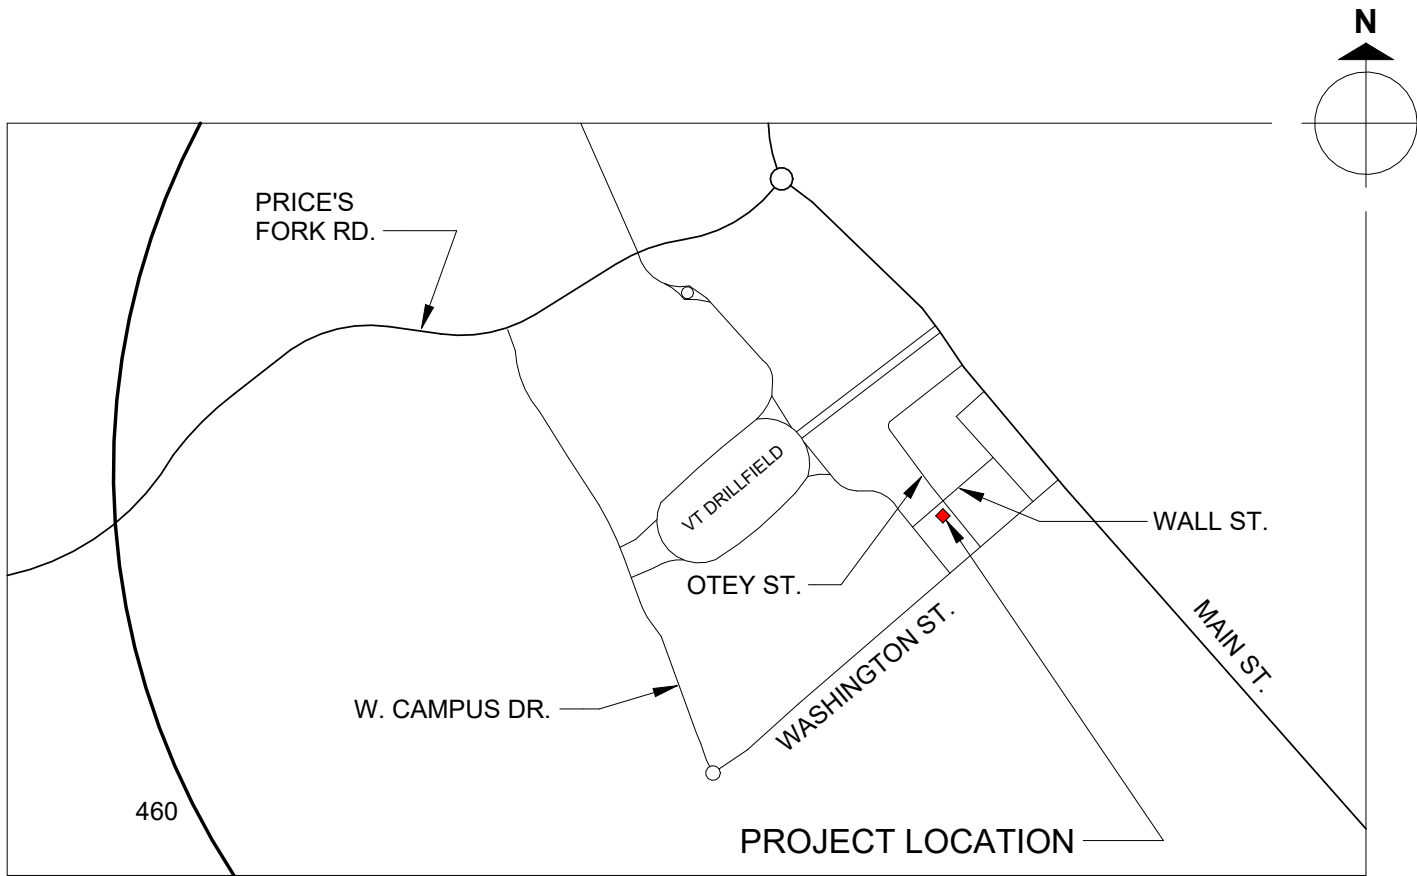 N
PRICE'S
FORK RD.
VT DRILLFIELD
WALL ST.
OTEY ST.
MAIN ST.
WASHINGTON ST.
W. CAMPUS DR.
460
PROJECT LOCATION